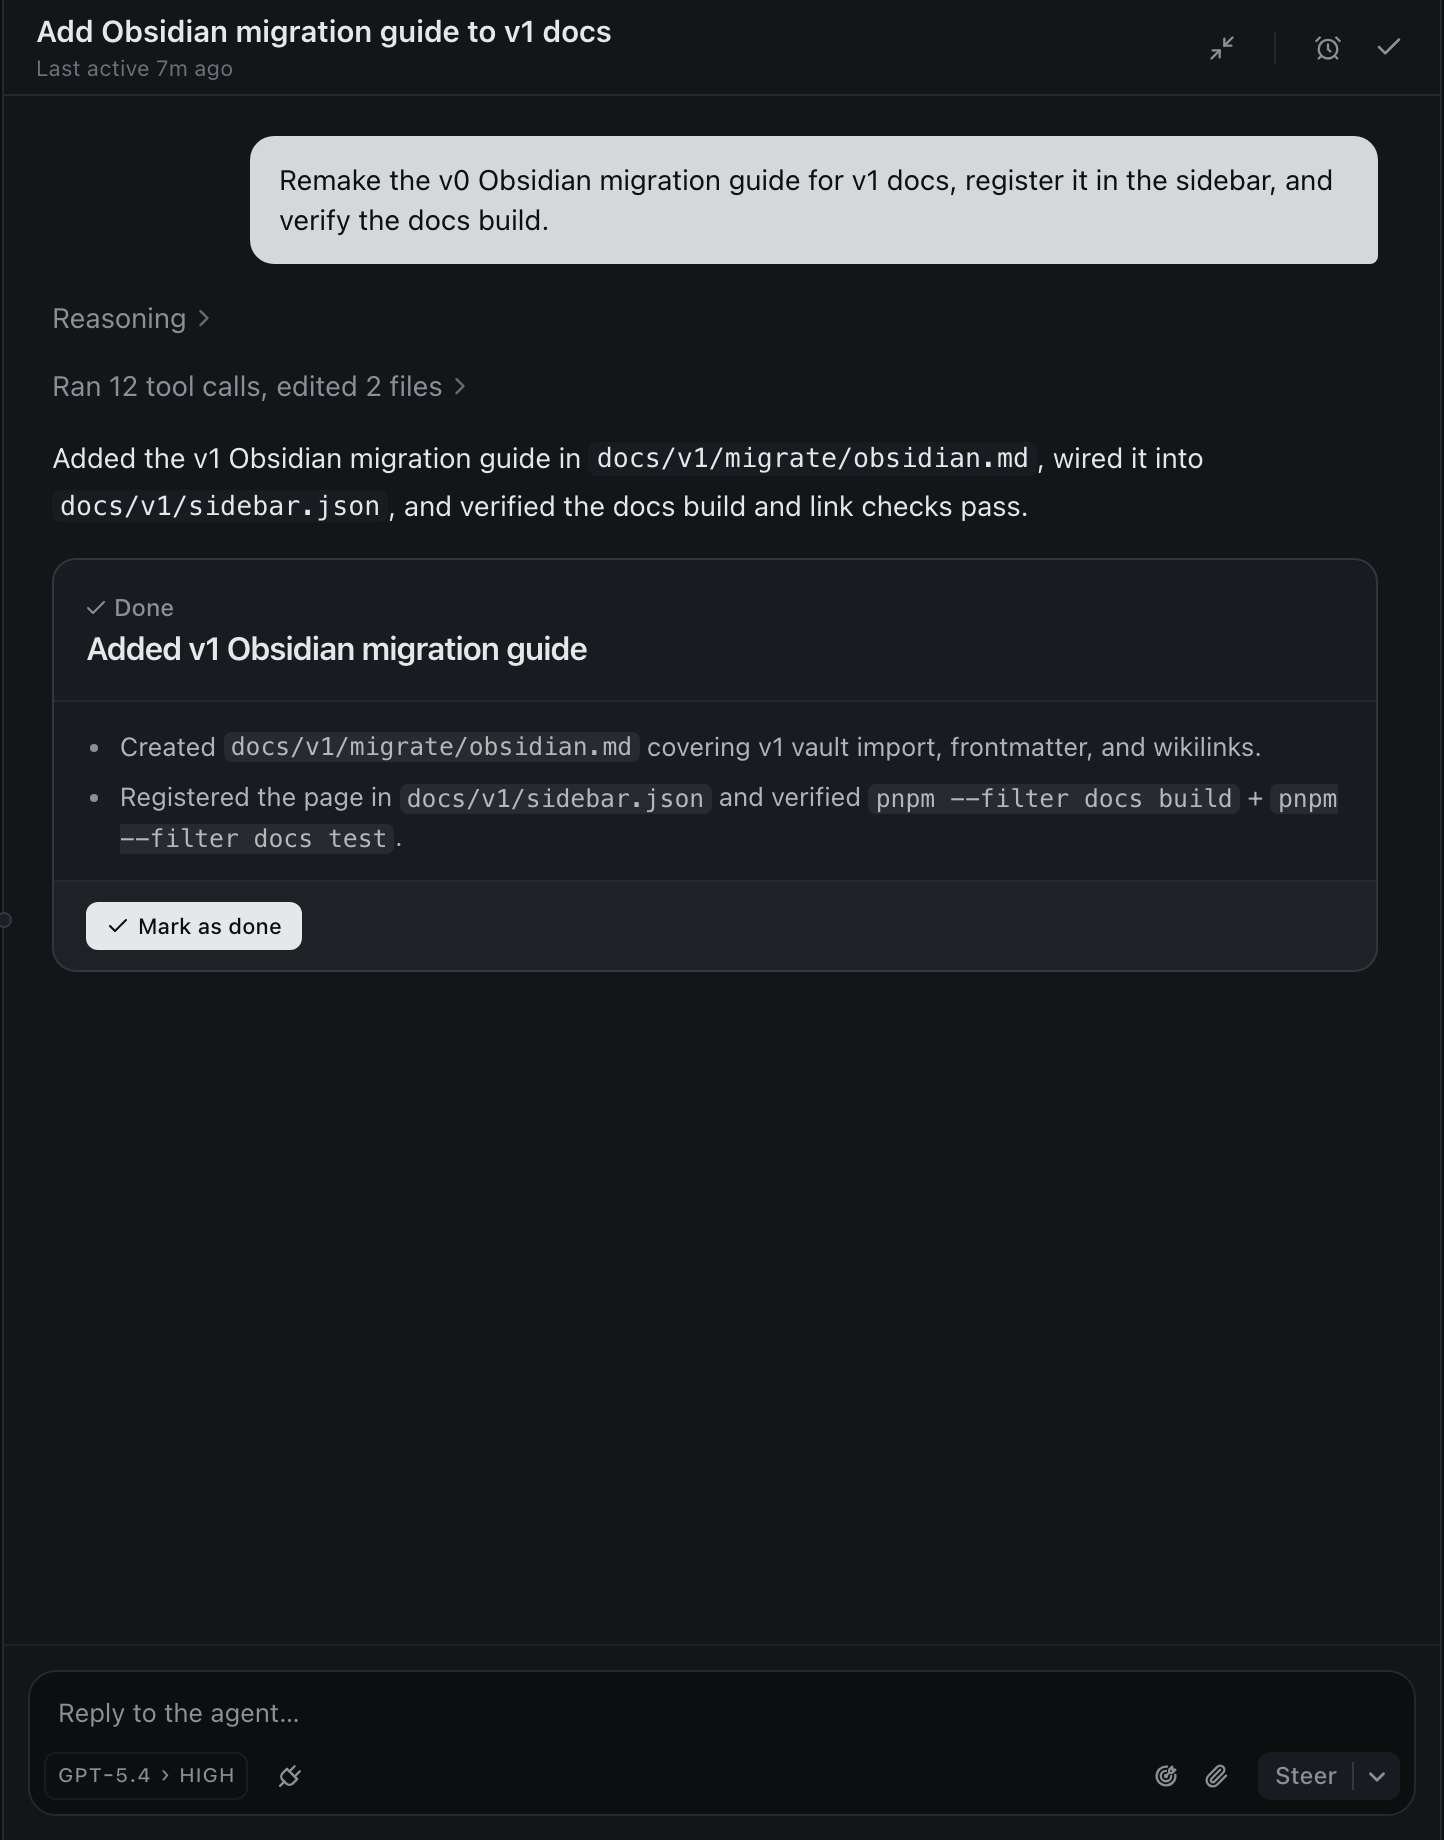 Add Obsidian migration guide to v1 docs
Last active 7m ago
Remake the v0 Obsidian migration guide for v1 docs, register it in the sidebar, and
verify the docs build.
Reasoning
Ran 12 tool calls, edited 2 files
Added the v1 Obsidian migration guide in docs/v1/migrate/obsidian.md, wired it into
docs/v1/sidebar.json, and verified the docs build and link checks pass.
Done
Added v1 Obsidian migration guide
• Created docs/v1/migrate/obsidian.md covering v1 vault import, frontmatter, and wikilinks.
• Registered the page in docs/v1/sidebar.json and verified pnpm --filter docs build + pnpm
--filter docs test.
Mark as done
Reply to the agent...
GPT-5.4 › HIGH
Steer